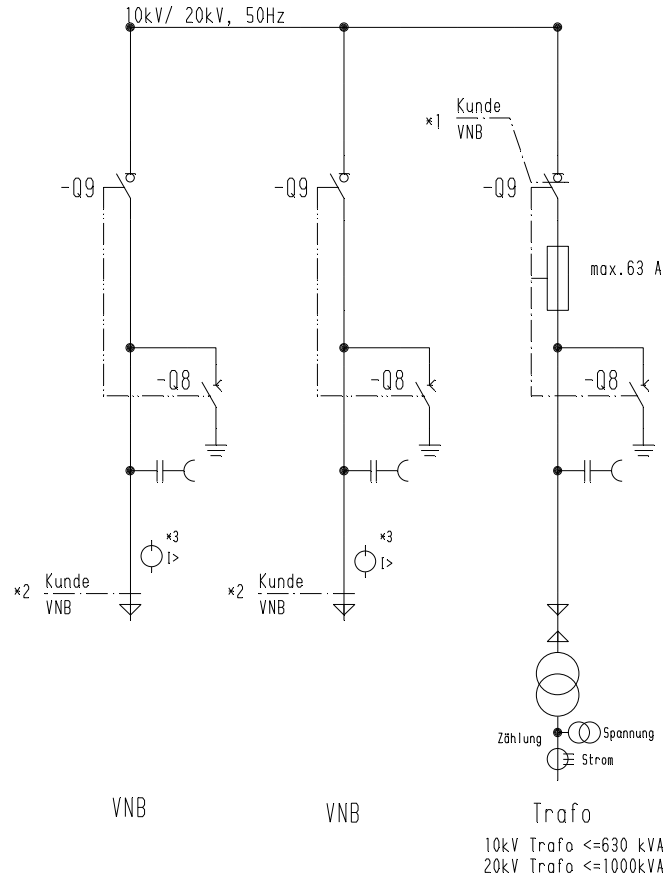 10kV/ 20kV, 50Hz
*1
Kunde
VNB
-Q9
-Q9
-Q9
max.63 A
-Q8
-Q8
-Q8
*3
I>
*3
I>
*2
Kunde
VNB
*2
Kunde
VNB
Zählung
Spannung
Strom
VNB
VNB
Trafo
10kV Trafo <=630 kVA
20kV Trafo <=1000kVA